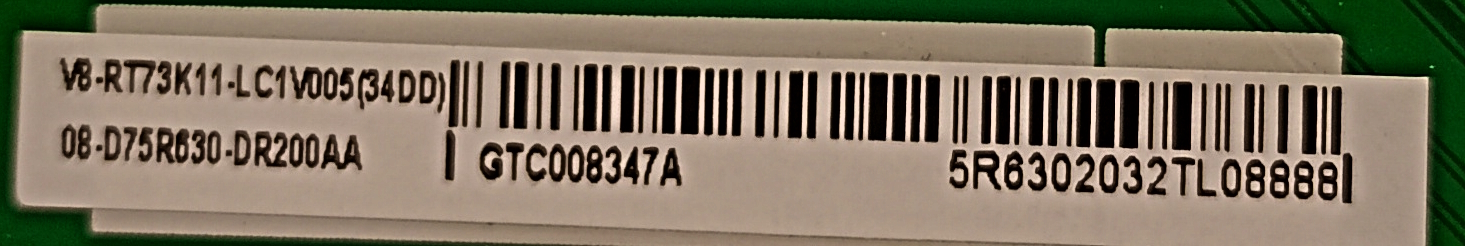 V8-RT73K11-LC1V005(34DD)
08-D75R630-DR200AA
GTC008347A 5R6302032TL08888